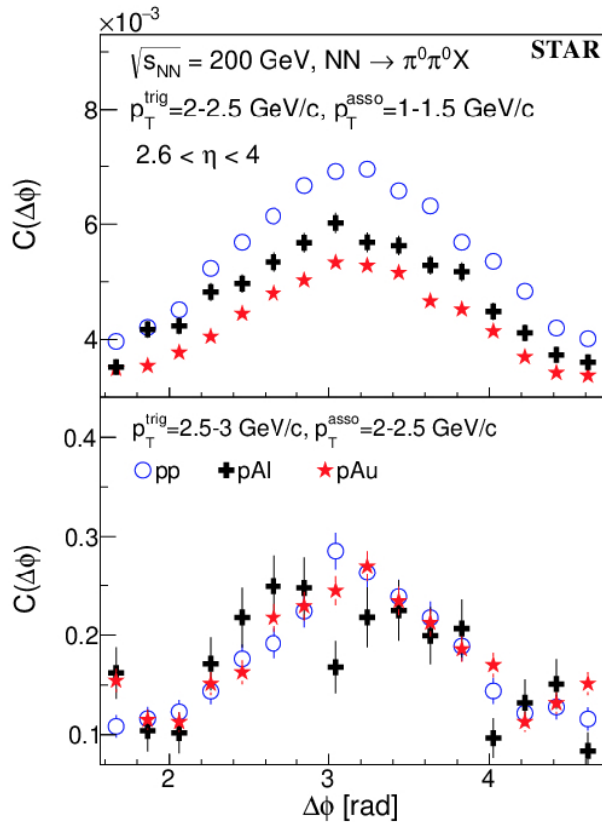 ×10⁻³
√s_NN = 200 GeV, NN → π⁰π⁰X
STAR
p_T^trig=2-2.5 GeV/c, p_T^asso=1-1.5 GeV/c
2.6 < η < 4
C(Δϕ)
8
6
4
p_T^trig=2.5-3 GeV/c, p_T^asso=2-2.5 GeV/c
pp pAl pAu
C(Δϕ)
0.4
0.3
0.2
0.1
2 3 4
Δϕ [rad]